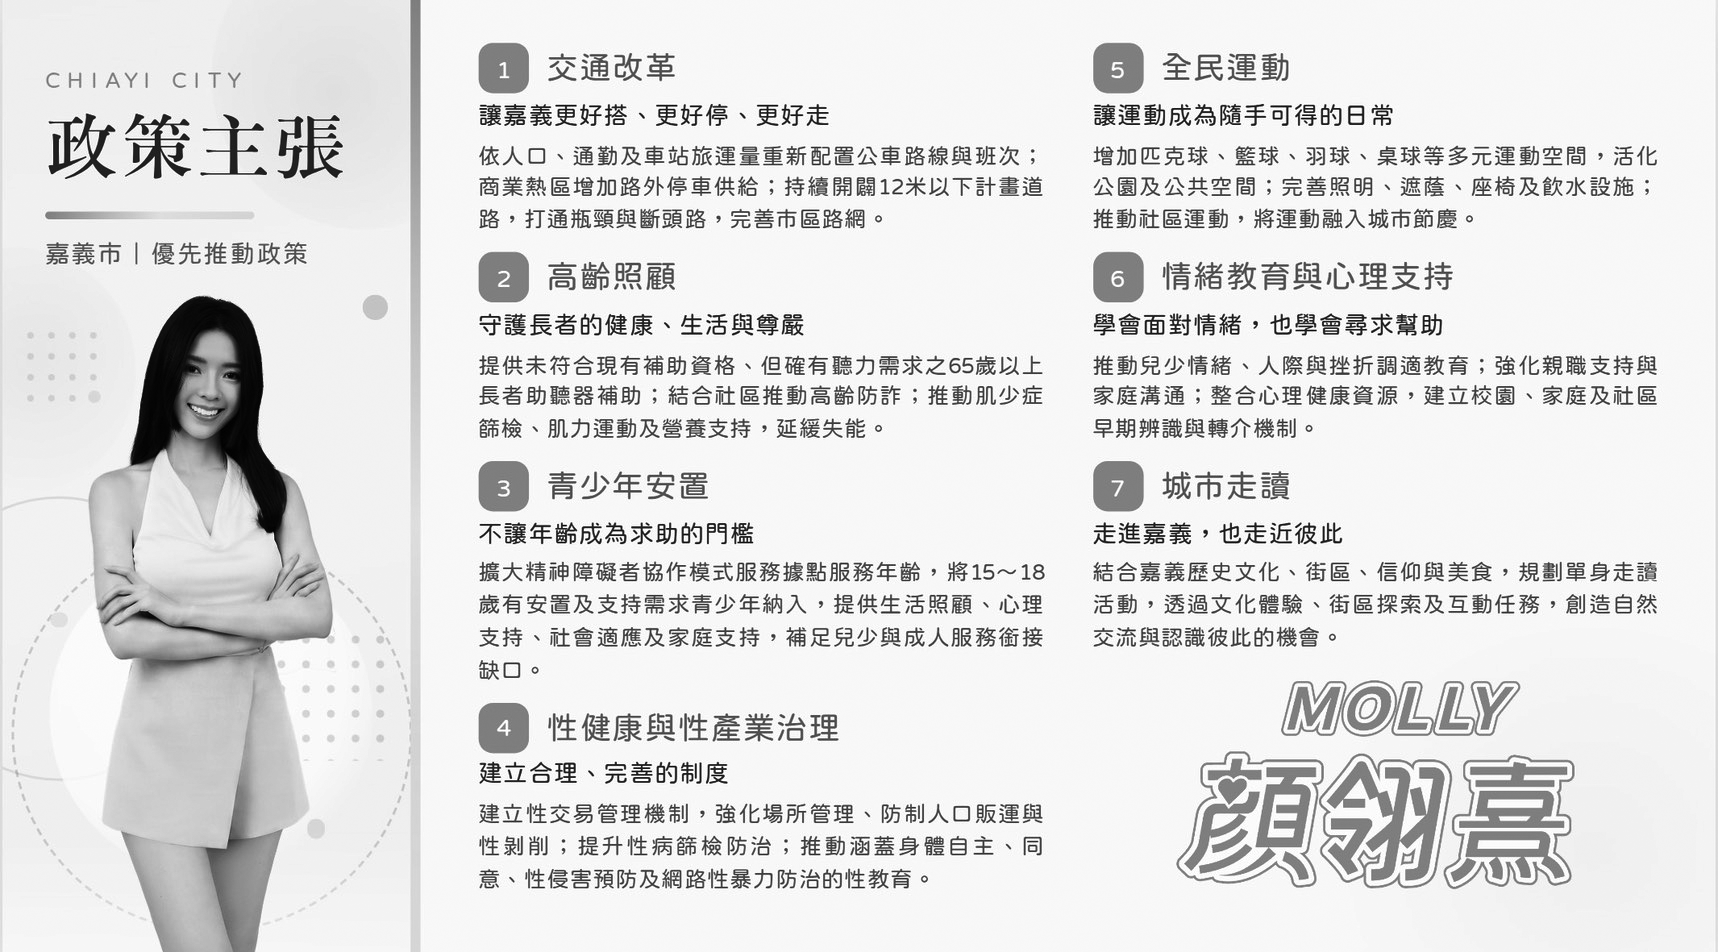 CHIAYI CITY
政策主張
嘉義市｜優先推動政策
1 交通改革
讓嘉義更好搭、更好停、更好走
依人口、通勤及車站旅運量重新配置公車路線與班次；
商業熱區增加路外停車供給；持續開闢12米以下計畫道
路，打通瓶頸與斷頭路，完善市區路網。
2 高齡照顧
守護長者的健康、生活與尊嚴
提供未符合現有補助資格、但確有聽力需求之65歲以上
長者助聽器補助；結合社區推動高齡防詐；推動肌少症
篩檢、肌力運動及營養支持，延緩失能。
3 青少年安置
不讓年齡成為求助的門檻
擴大精神障礙者協作模式服務據點服務年齡，將15～18
歲有安置及支持需求青少年納入，提供生活照顧、心理
支持、社會適應及家庭支持，補足兒少與成人服務銜接
缺口。
4 性健康與性產業治理
建立合理、完善的制度
建立性交易管理機制，強化場所管理、防制人口販運與
性剝削；提升性病篩檢防治；推動涵蓋身體自主、同
意、性侵害預防及網路性暴力防治的性教育。
5 全民運動
讓運動成為隨手可得的日常
增加匹克球、籃球、羽球、桌球等多元運動空間，活化
公園及公共空間；完善照明、遮蔭、座椅及飲水設施；
推動社區運動，將運動融入城市節慶。
6 情緒教育與心理支持
學會面對情緒，也學會尋求幫助
推動兒少情緒、人際與挫折調適教育；強化親職支持與
家庭溝通；整合心理健康資源，建立校園、家庭及社區
早期辨識與轉介機制。
7 城市走讀
走進嘉義，也走近彼此
結合嘉義歷史文化、街區、信仰與美食，規劃單身走讀
活動，透過文化體驗、街區探索及互動任務，創造自然
交流與認識彼此的機會。
MOLLY
顏翎熹